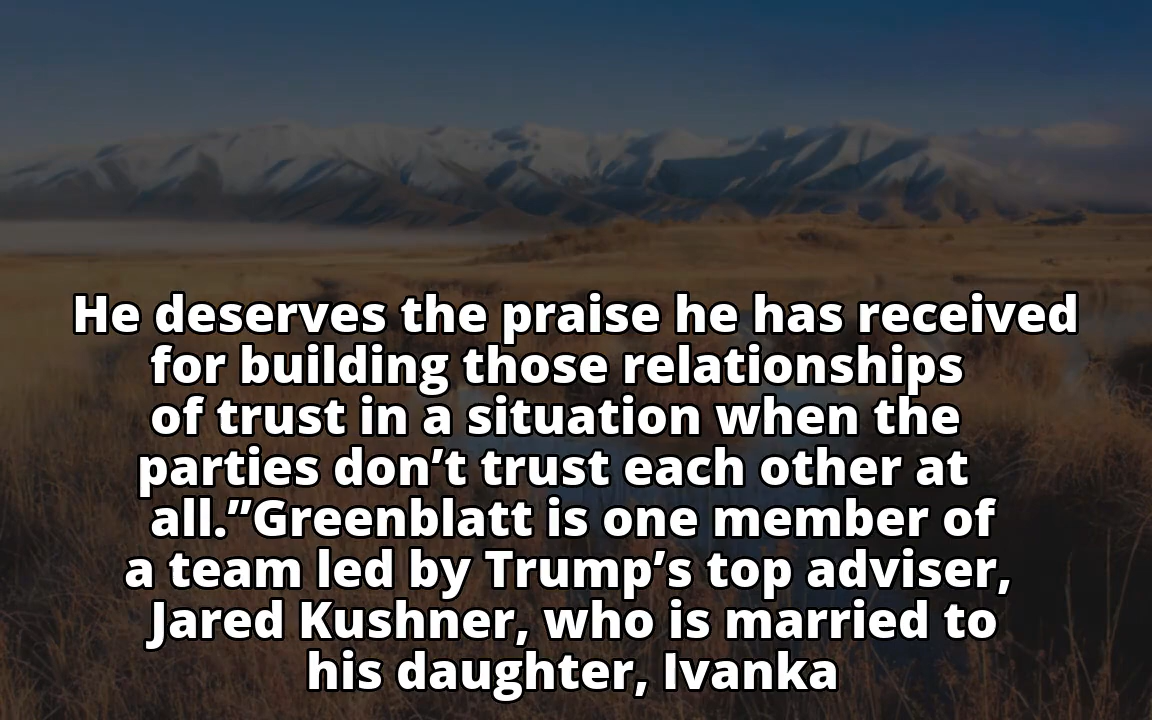 He deserves the praise he has received
for building those relationships
of trust in a situation when the
parties don’t trust each other at
all.”Greenblatt is one member of
a team led by Trump’s top adviser,
Jared Kushner, who is married to
his daughter, Ivanka